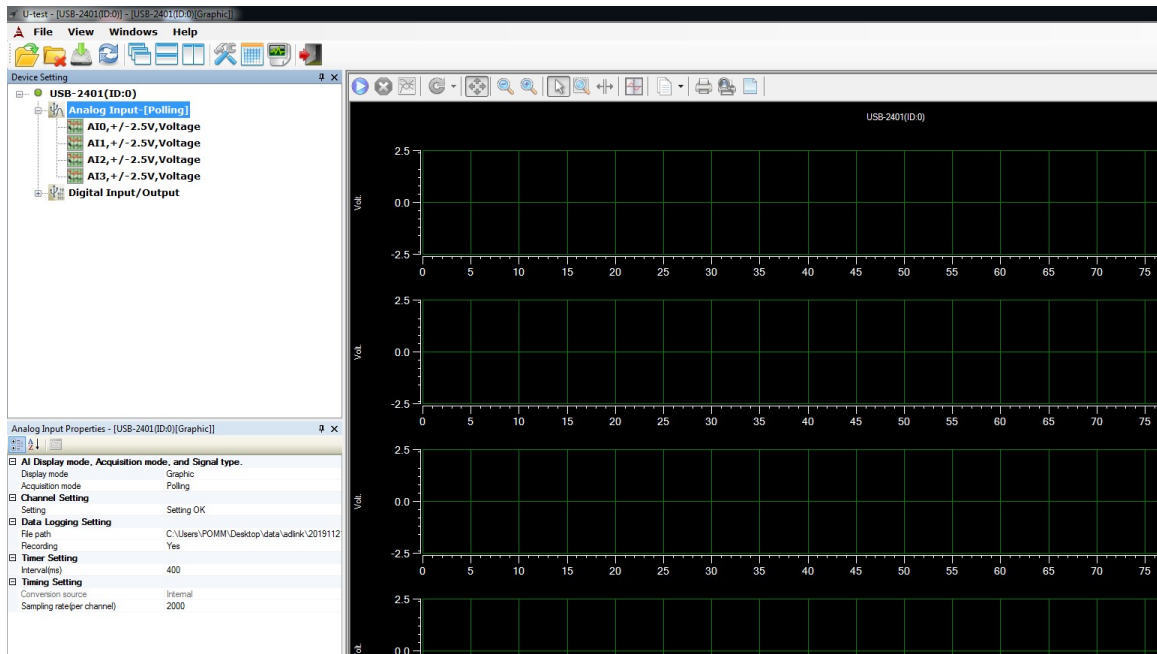 U-test - [USB-2401(ID:0)] - [USB-2401(ID:0)[Graphic]]
File View Windows Help
Device Setting
USB-2401(ID:0)
Analog Input-[Polling]
AI0,+/-2.5V,Voltage
AI1,+/-2.5V,Voltage
AI2,+/-2.5V,Voltage
AI3,+/-2.5V,Voltage
Digital Input/Output
Analog Input Properties - [USB-2401(ID:0)[Graphic]]
AI Display mode, Acquisition mode, and Signal type.
Display mode Graphic
Acquisition mode Polling
Channel Setting
Setting Setting OK
Data Logging Setting
File path C:\Users\POMM\Desktop\data\adlink\2019112
Recording Yes
Timer Setting
Interval(ms) 400
Timing Setting
Conversion source Internal
Sampling rate(per channel) 2000
USB-2401(ID:0)
2.5
Volt.
0.0
-2.5
0 5 10 15 20 25 30 35 40 45 50 55 60 65 70 75
2.5
Volt.
0.0
-2.5
0 5 10 15 20 25 30 35 40 45 50 55 60 65 70 75
2.5
Volt.
0.0
-2.5
0 5 10 15 20 25 30 35 40 45 50 55 60 65 70 75
2.5
Volt.
0.0